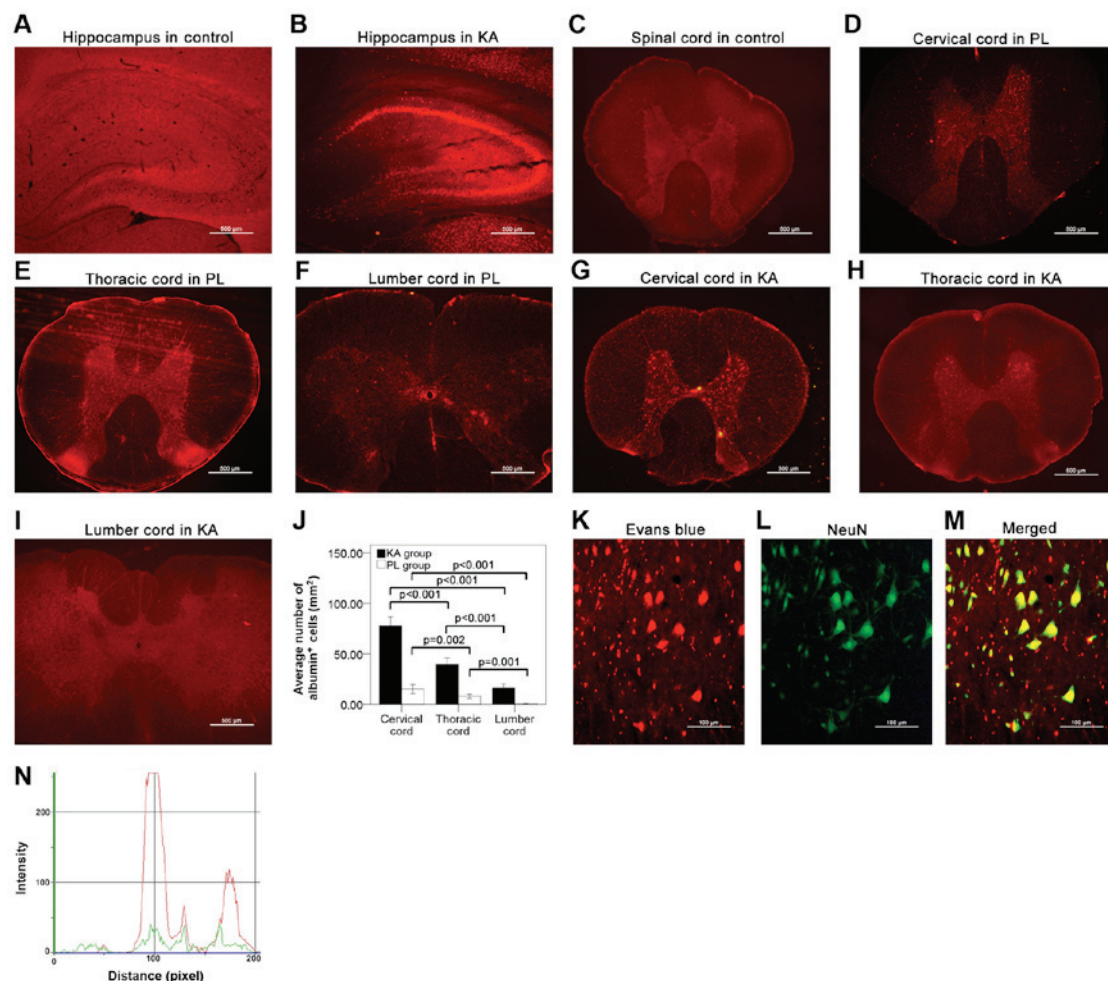 A
Hippocampus in control
500 µm
B
Hippocampus in KA
500 µm
C
Spinal cord in control
500 µm
D
Cervical cord in PL
500 µm
E
Thoracic cord in PL
500 µm
F
Lumber cord in PL
500 µm
G
Cervical cord in KA
500 µm
H
Thoracic cord in KA
500 µm
I
Lumber cord in KA
500 µm
J
Average number of
albumin⁺ cells (mm²)
150.00
100.00
50.00
0.00
KA group
PL group
p<0.001
p<0.001
p<0.001
p<0.001
p=0.002
p=0.001
Cervical
cord
Thoracic
cord
Lumber
cord
K
Evans blue
100 µm
L
NeuN
100 µm
M
Merged
100 µm
N
Intensity
200
100
0
0
100
200
Distance (pixel)